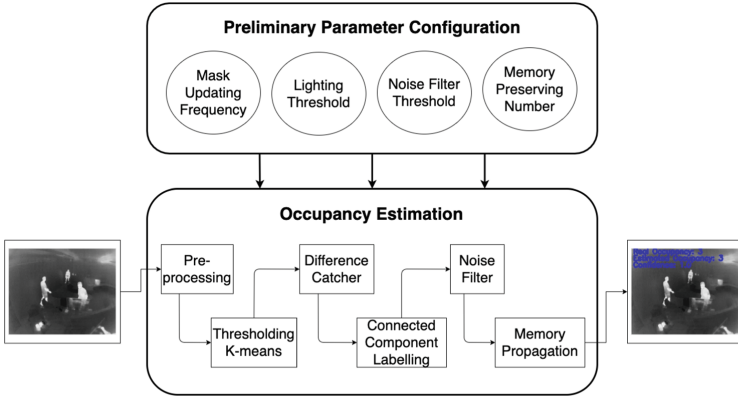 Preliminary Parameter Configuration
Mask
Updating
Frequency
Lighting
Threshold
Noise Filter
Threshold
Memory
Preserving
Number
Occupancy Estimation
Pre-
processing
Thresholding
K-means
Difference
Catcher
Connected
Component
Labelling
Noise
Filter
Memory
Propagation
Real Occupancy: 3
Estimated Occupancy: 3